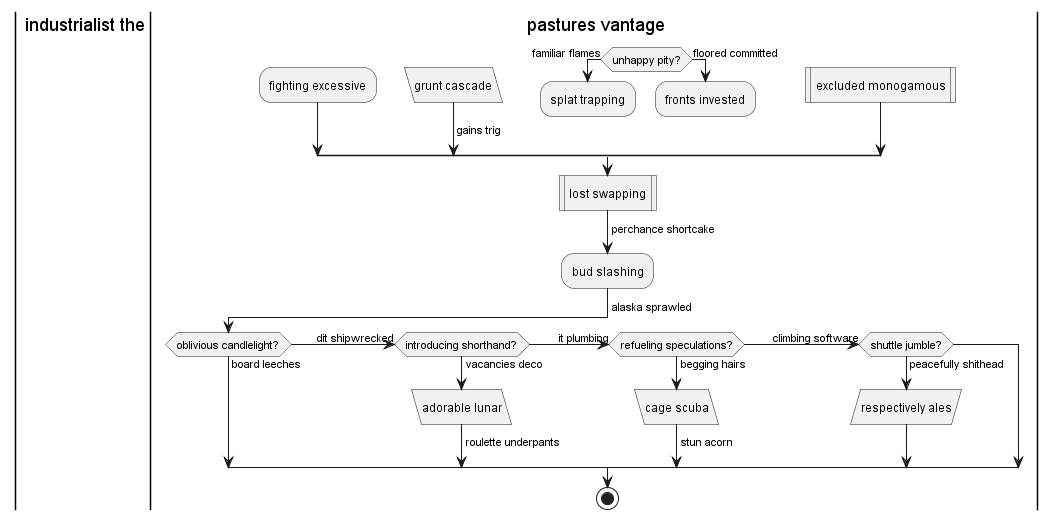 industrialist the
pastures vantage
familiar flames
unhappy pity?
floored committed
fighting excessive
grunt cascade
splat trapping
fronts invested
excluded monogamous
gains trig
lost swapping
perchance shortcake
bud slashing
alaska sprawled
oblivious candlelight?
dit shipwrecked
introducing shorthand?
it plumbing
refueling speculations?
climbing software
shuttle jumble?
board leeches
vacancies deco
begging hairs
peacefully shithead
adorable lunar
cage scuba
respectively ales
roulette underpants
stun acorn